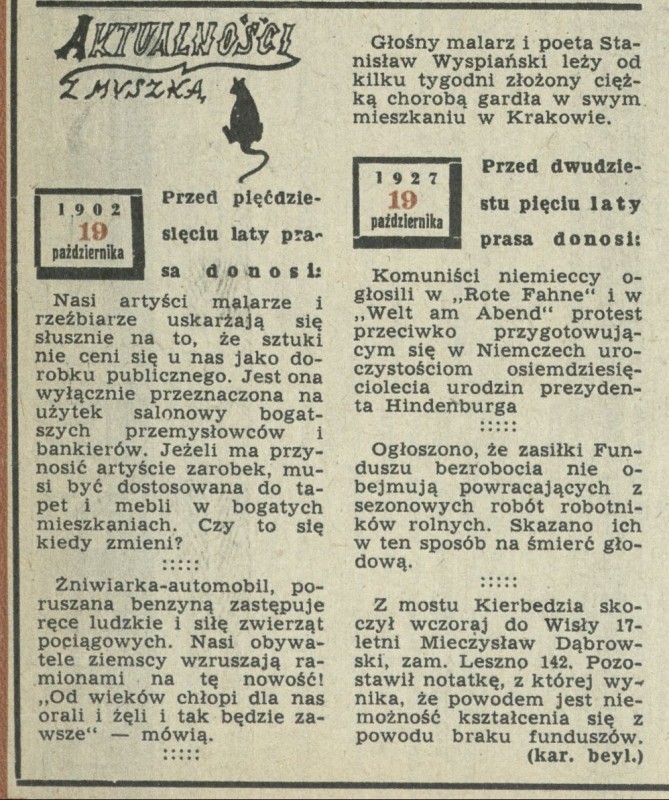 AKTUALNOŚCI
Z MYSZKĄ
1902
19
października
Przed pięćdzie-
sięciu laty pra-
sa donosi:
Nasi artyści malarze i
rzeźbiarze uskarżają się
słusznie na to, że sztuki
nie ceni się u nas jako do-
robku publicznego. Jest ona
wyłącznie przeznaczona na
użytek salonowy bogat-
szych przemysłowców i
bankierów. Jeżeli ma przy-
nosić artyście zarobek, mu-
si być dostosowana do ta-
pet i mebli w bogatych
mieszkaniach. Czy to się
kiedy zmieni?
:::::
Żniwiarka-automobil, po-
ruszana benzyną zastępuje
ręce ludzkie i siłę zwierząt
pociągowych. Nasi obywa-
tele ziemscy wzruszają ra-
mionami na tę nowość!
„Od wieków chłopi dla nas
orali i żęli i tak będzie za-
wsze“ — mówią.
:::::
Głośny malarz i poeta Sta-
nisław Wyspiański leży od
kilku tygodni złożony cięż-
ką chorobą gardła w swym
mieszkaniu w Krakowie.
1927
19
października
Przed dwudzie-
stu pięciu laty
prasa donosi:
Komuniści niemieccy o-
głosili w „Rote Fahne“ i w
„Welt am Abend“ protest
przeciwko przygotowują-
cym się w Niemczech uro-
czystościom osiemdziesię-
ciolecia urodzin prezyden-
ta Hindenburga
:::::
Ogłoszono, że zasiłki Fun-
duszu bezrobocia nie o-
bejmują powracających z
sezonowych robót robotni-
ków rolnych. Skazano ich
w ten sposób na śmierć gło-
dową.
:::::
Z mostu Kierbedzia sko-
czył wczoraj do Wisły 17-
letni Mieczysław Dąbrow-
ski, zam. Leszno 142. Pozo-
stawił notatkę, z której wy-
nika, że powodem jest nie-
możność kształcenia się z
powodu braku funduszów.
(kar. beyl.)